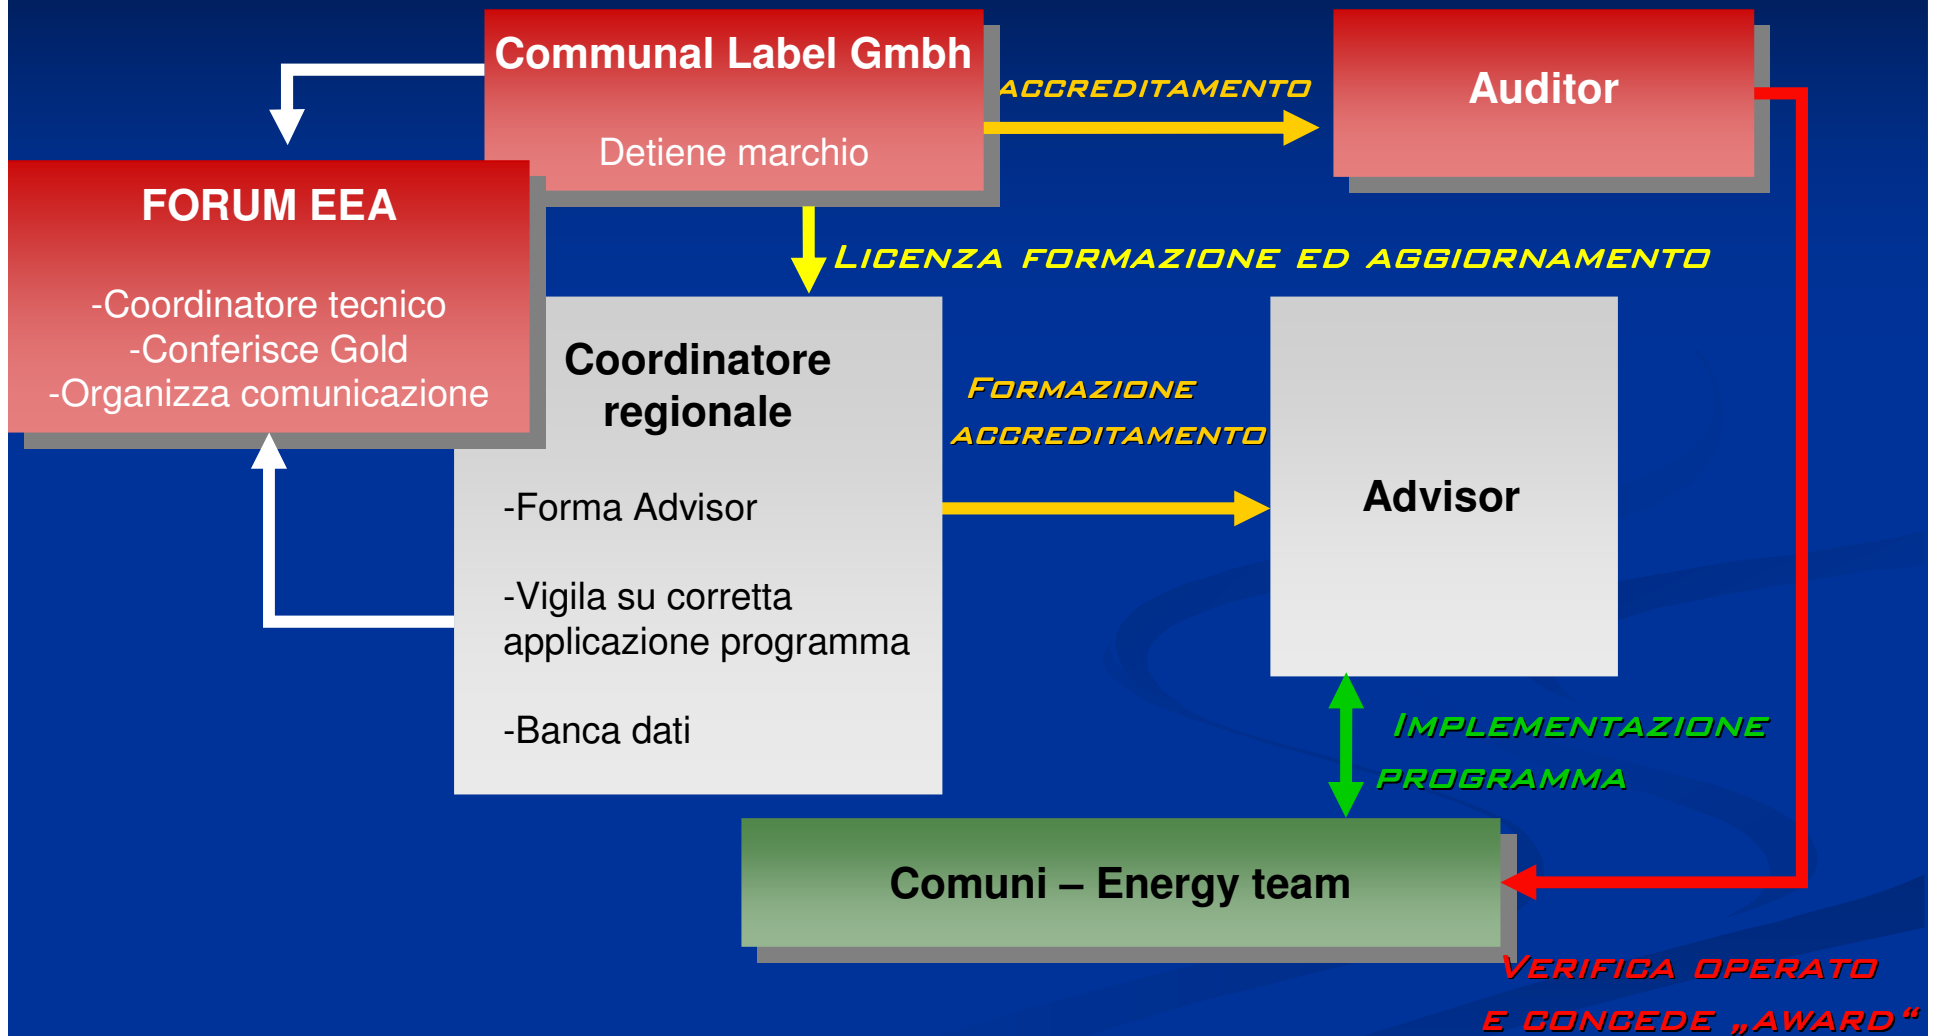 Communal Label Gmbh
Detiene marchio
ACCREDITAMENTO
Auditor
FORUM EEA
-Coordinatore tecnico
-Conferisce Gold
-Organizza comunicazione
LICENZA FORMAZIONE ED AGGIORNAMENTO
Coordinatore
regionale
-Forma Advisor
-Vigila su corretta
applicazione programma
-Banca dati
FORMAZIONE
ACCREDITAMENTO
Advisor
IMPLEMENTAZIONE
PROGRAMMA
Comuni – Energy team
VERIFICA OPERATO
E CONCEDE „AWARD“